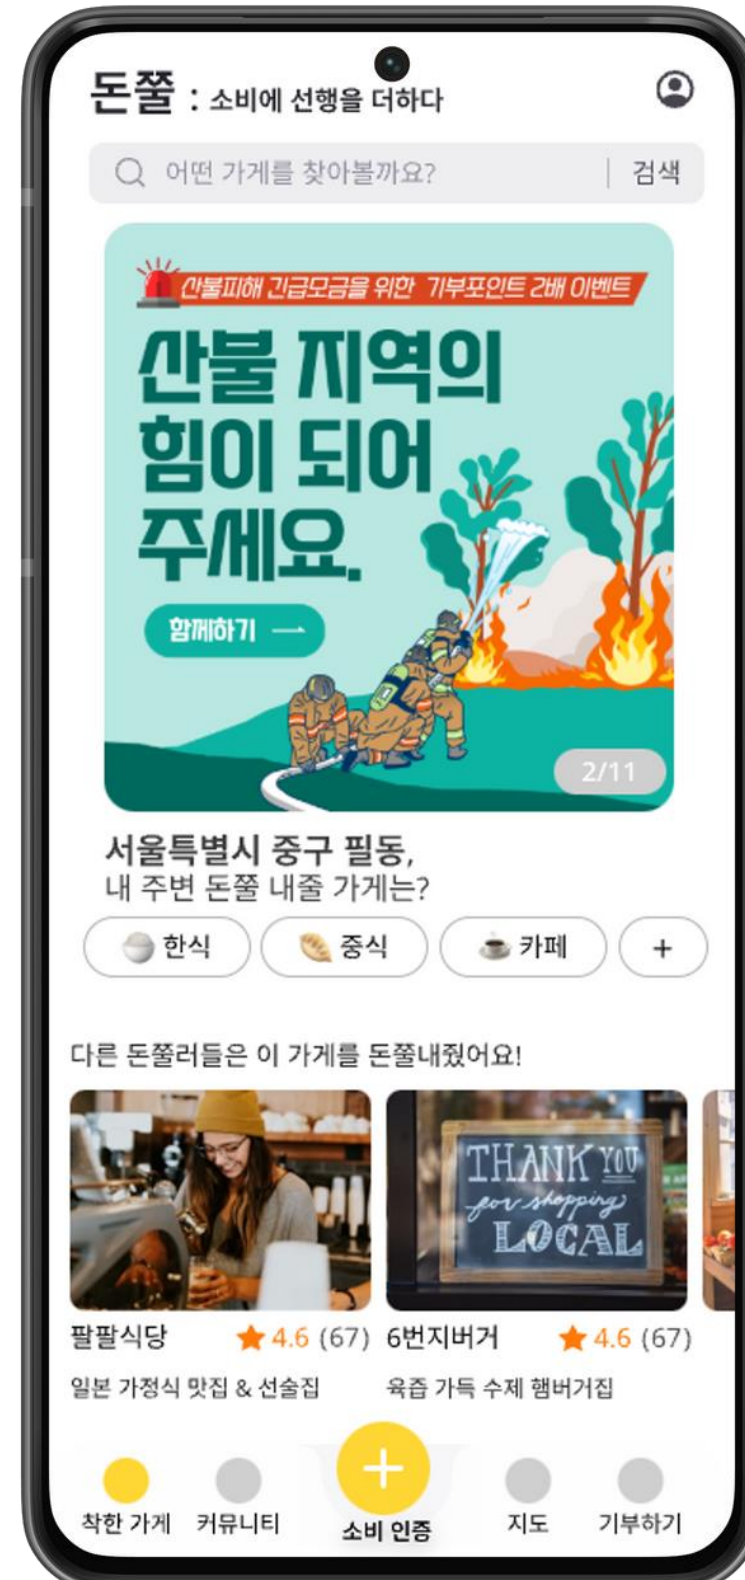 돈쭐 : 소비에 선행을 더하다
어떤 가게를 찾아볼까요? | 검색
산불피해 긴급모금을 위한 기부포인트 2배 이벤트
산불 지역의
힘이 되어
주세요.
함께하기 →
2/11
서울특별시 중구 필동,
내 주변 돈쭐 내줄 가게는?
한식 중식 카페 +
다른 돈쭐러들은 이 가게를 돈쭐내줬어요!
THANK YOU
for shopping
LOCAL
팔팔식당 ★ 4.6 (67) 6번지버거 ★ 4.6 (67)
일본 가정식 맛집 & 선술집 육즙 가득 수제 햄버거집
+
착한 가게 커뮤니티 소비 인증 지도 기부하기